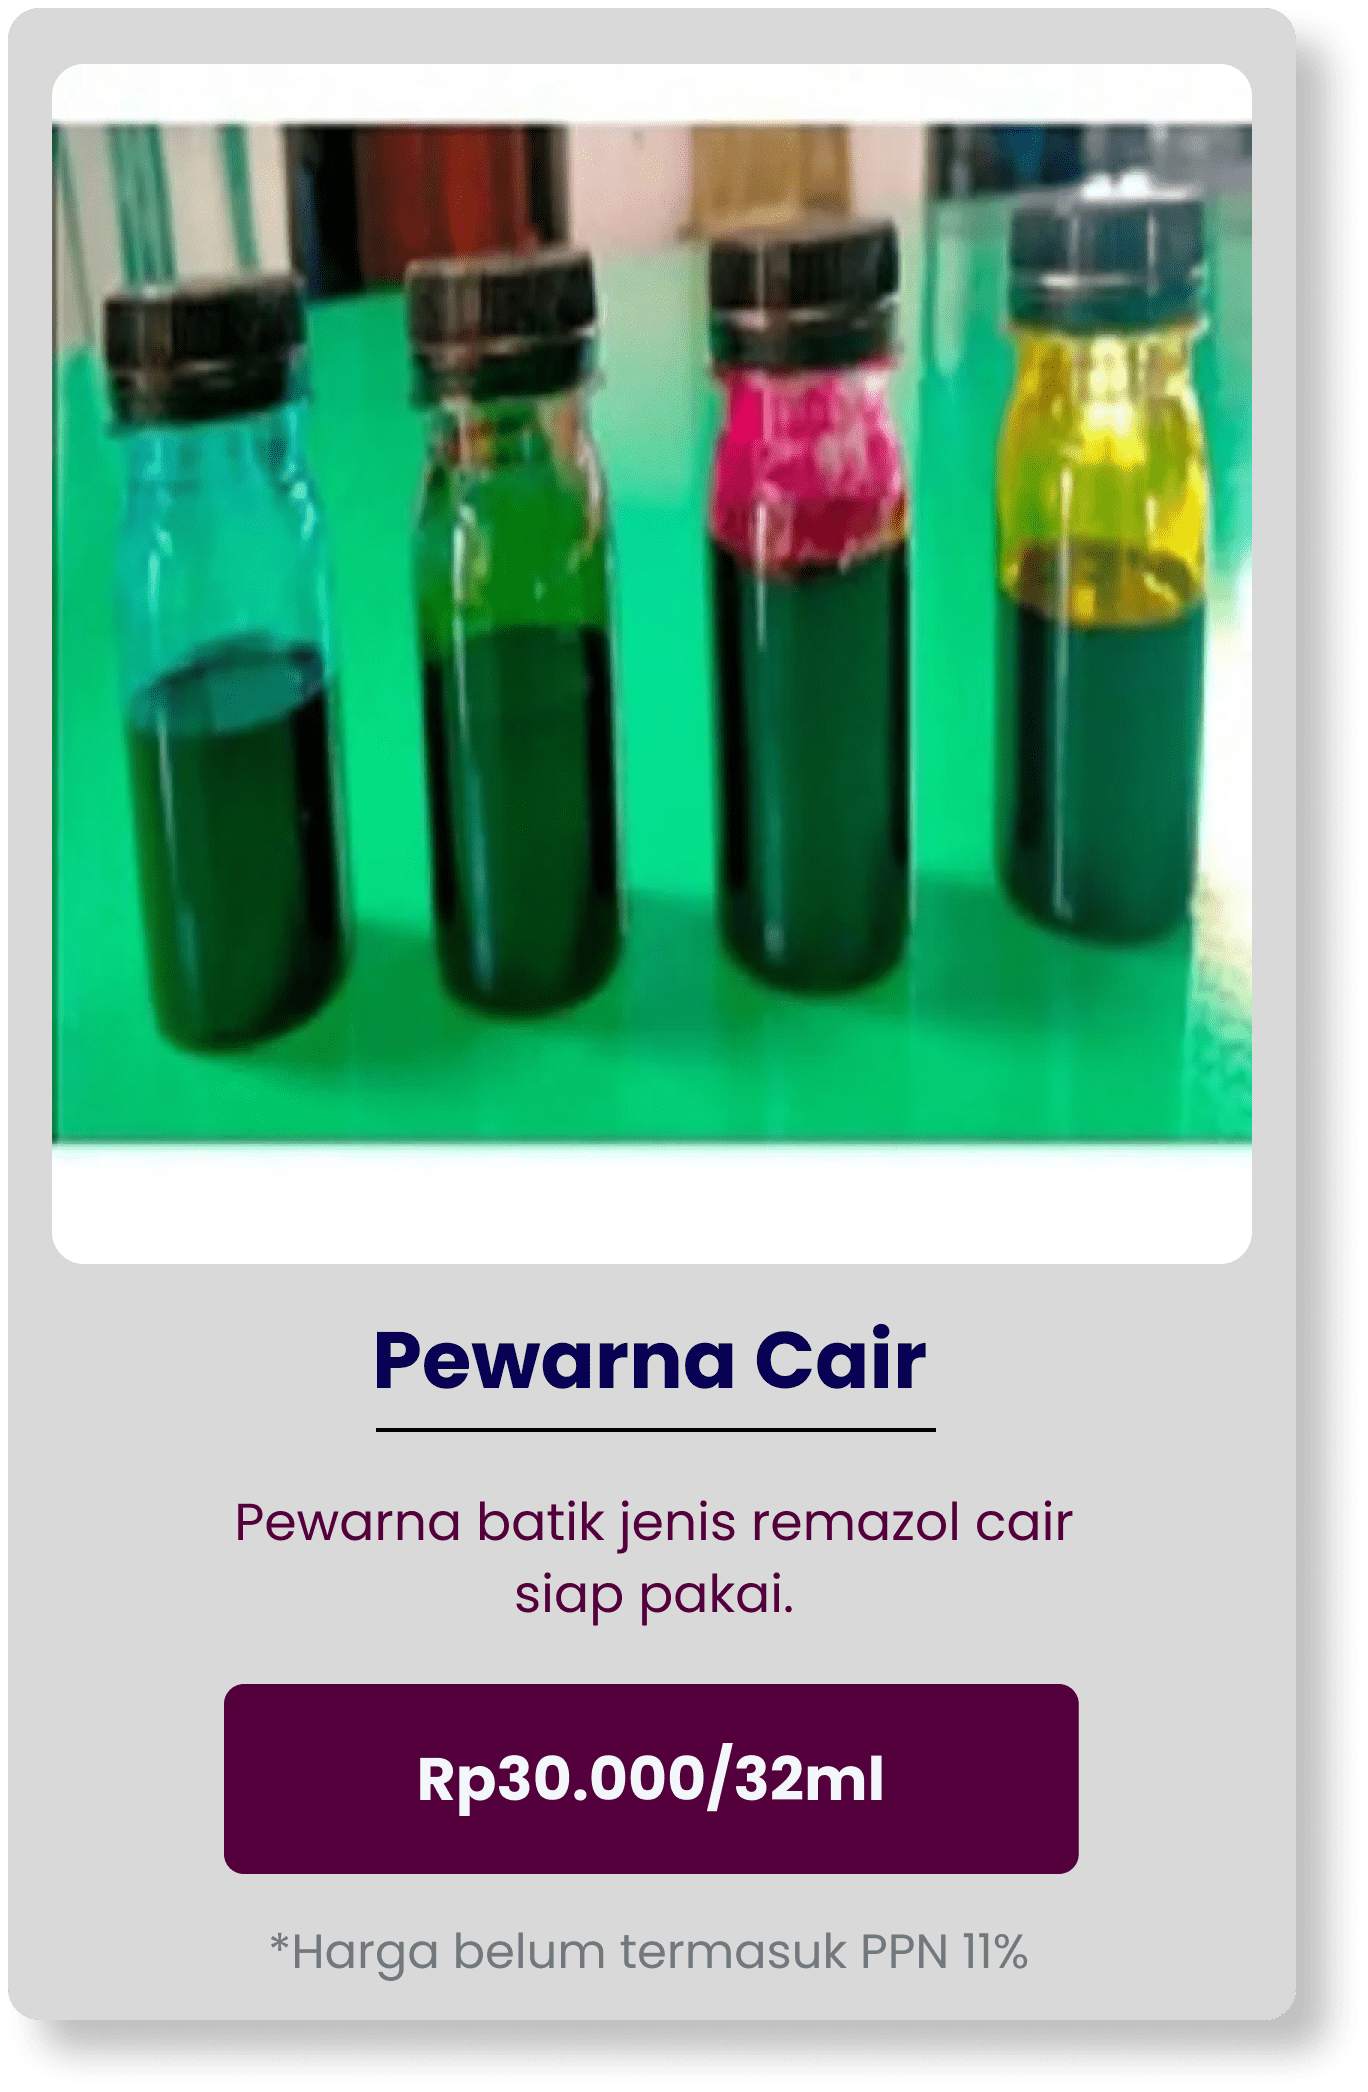 Pewarna Cair
Pewarna batik jenis remazol cair
siap pakai.
Rp30.000/32ml
*Harga belum termasuk PPN 11%